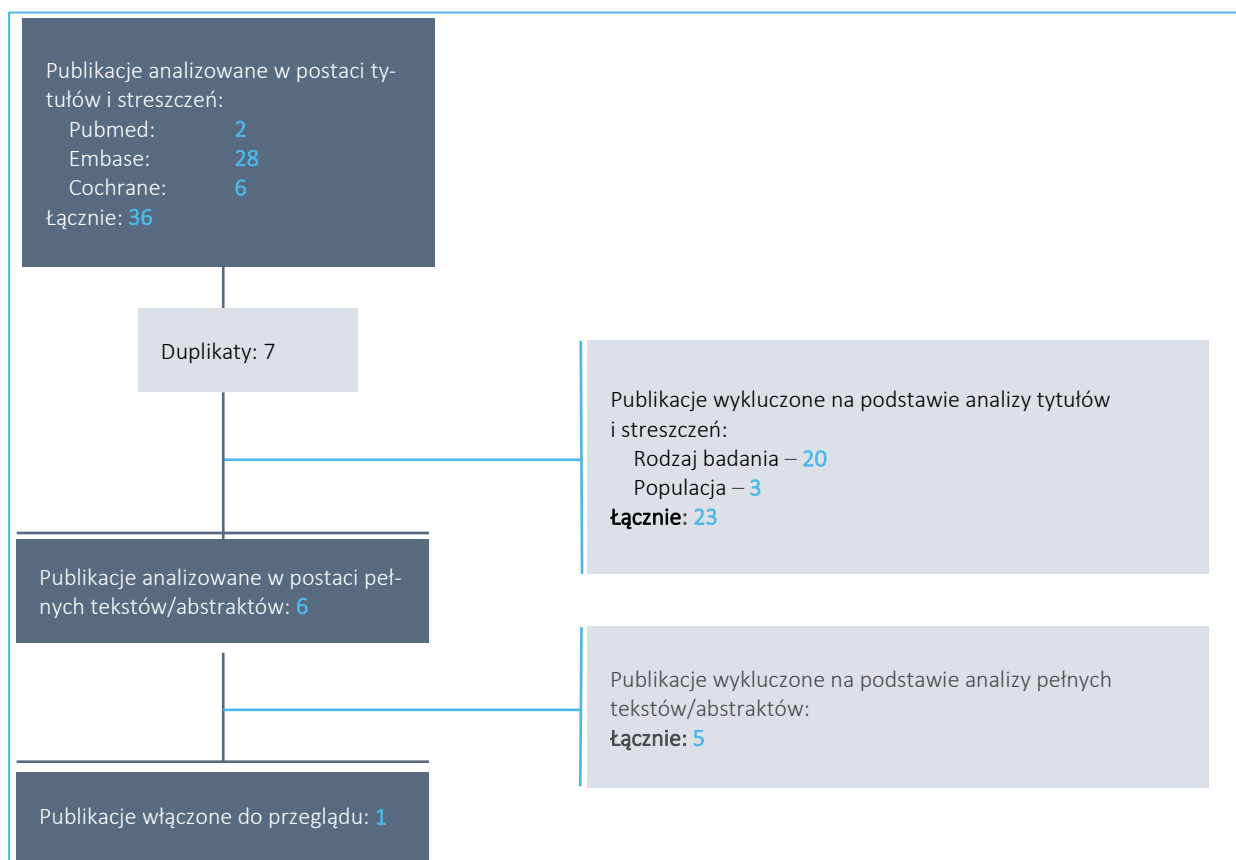 Publikacje analizowane w postaci ty-
tułów i streszczeń:
Pubmed: 2
Embase: 28
Cochrane: 6
Łącznie: 36
Duplikaty: 7
Publikacje wykluczone na podstawie analizy tytułów
i streszczeń:
Rodzaj badania – 20
Populacja – 3
Łącznie: 23
Publikacje analizowane w postaci peł-
nych tekstów/abstraktów: 6
Publikacje wykluczone na podstawie analizy pełnych
tekstów/abstraktów:
Łącznie: 5
Publikacje włączone do przeglądu: 1